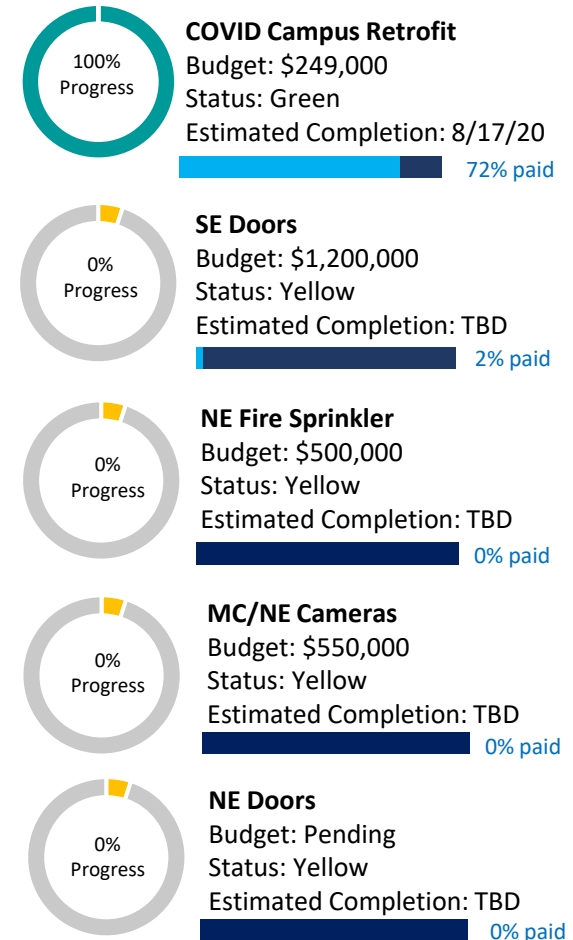 100%
Progress
COVID Campus Retrofit
Budget: $249,000
Status: Green
Estimated Completion: 8/17/20
72% paid
0%
Progress
SE Doors
Budget: $1,200,000
Status: Yellow
Estimated Completion: TBD
2% paid
0%
Progress
NE Fire Sprinkler
Budget: $500,000
Status: Yellow
Estimated Completion: TBD
0% paid
0%
Progress
MC/NE Cameras
Budget: $550,000
Status: Yellow
Estimated Completion: TBD
0% paid
0%
Progress
NE Doors
Budget: Pending
Status: Yellow
Estimated Completion: TBD
0% paid